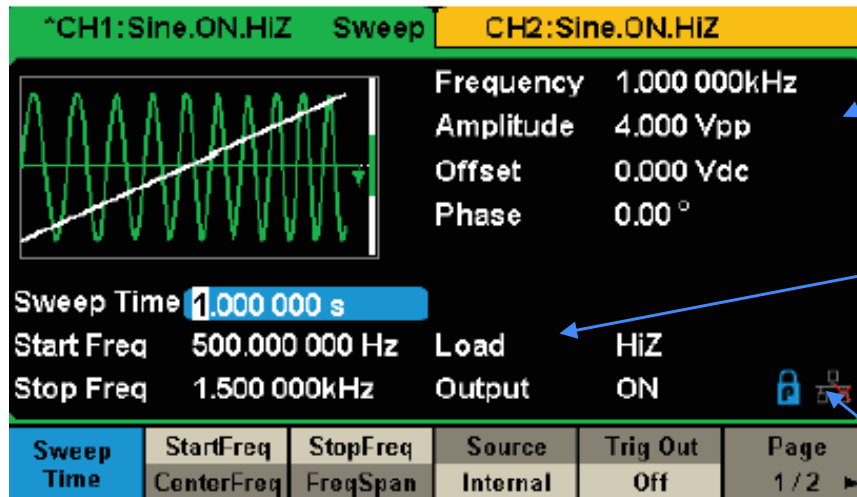 ^CH1:Sine.ON.HiZ Sweep CH2:Sine.ON.HiZ
Frequency 1.000 000kHz
Amplitude 4.000 Vpp
Offset 0.000 Vdc
Phase 0.00 °
Sweep Time 1.000 000 s
Start Freq 500.000 000 Hz Load HiZ
Stop Freq 1.500 000kHz Output ON
Sweep Time StartFreq StopFreq Source Trig Out Page
CenterFreq FreqSpan Internal Off 1/2